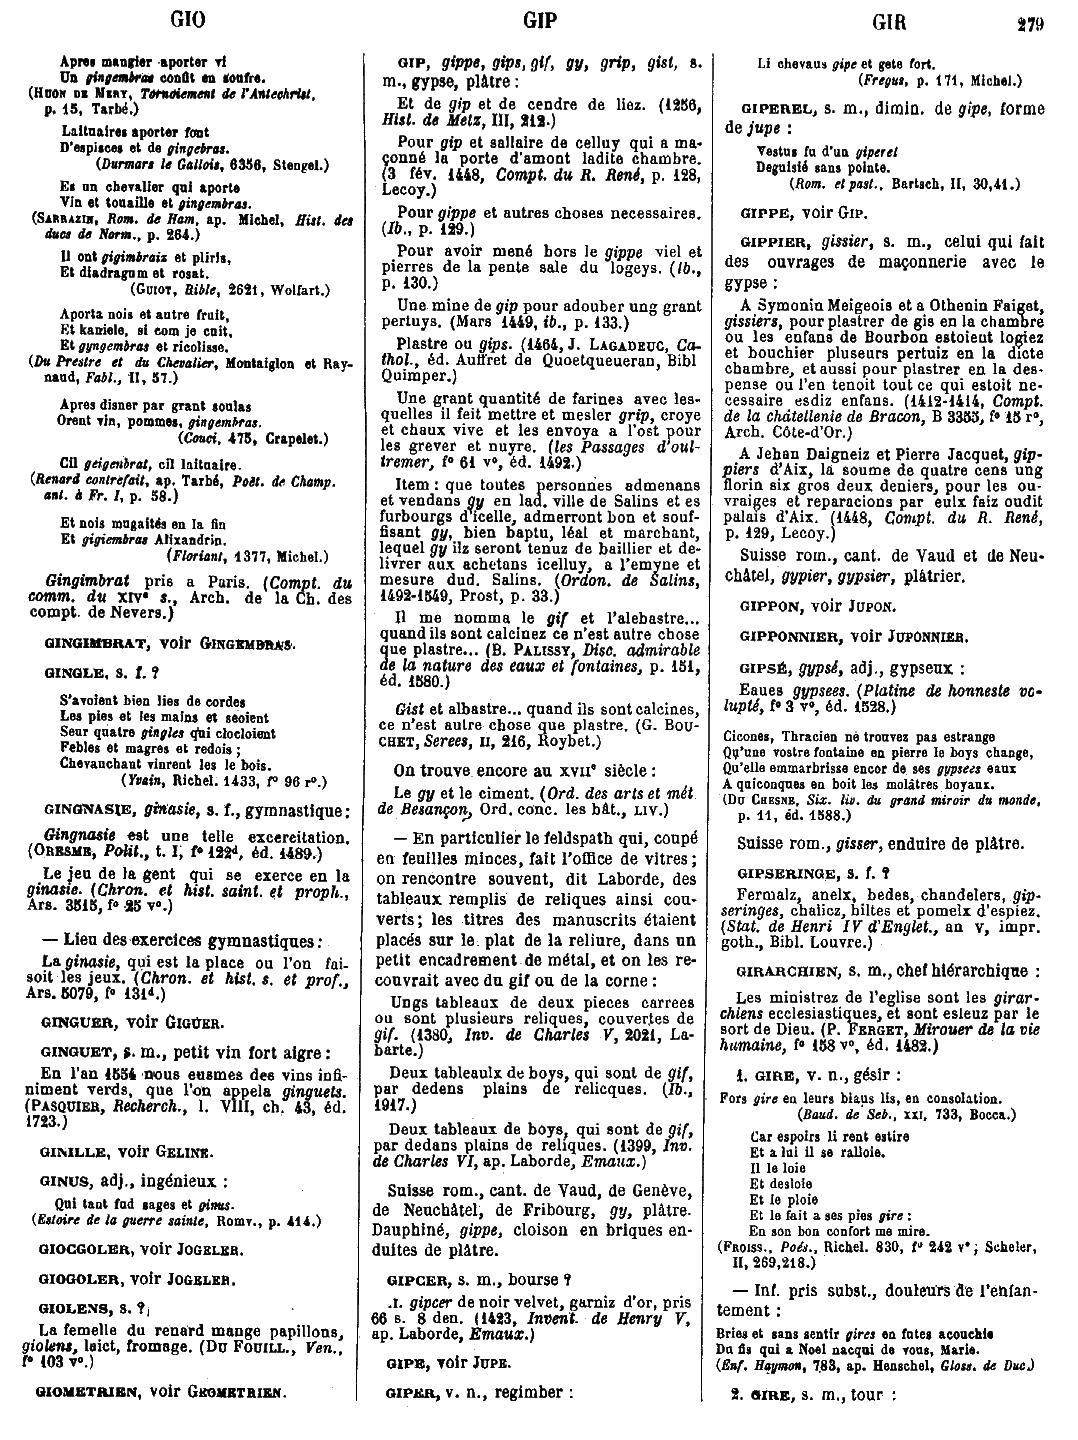 GIO
GIP
GIR
279
Apres mangier aporter vi
Un gingembras confit en soufre.
(HUON DE MERY, Tornoiement de l'Antechrist,
p. 15, Tarbé.)
Laituaires aporter font
D'espisces et de gingebras.
(Durmars le Gallois, 6356, Stengel.)
Es un chevalier qui aporte
Vin et touaille et gingembras.
(SARRAZIN, Rom. de Ham, ap. Michel, Hist. des
ducs de Norm., p. 264.)
Il ont gigimbraiz et pliris,
Et diadragum et rosat.
(GUIOT, Bible, 2621, Wolfart.)
Aporta nois et autre fruit,
Et kaniele, si com je cuit,
Et gyngembras et ricolisse.
(Du Prestre et du Chevalier, Montaiglon et Ray-
naud, Fabl., II, 57.)
Apres disner par grant soulas
Orent vin, pommes, gingembras.
(Couci, 475, Crapelet.)
Cil geigenbrat, cil laituaire.
(Renard contrefait, ap. Tarbé, Poët. de Champ.
ant. à Fr. I, p. 58.)
Et nois mugaités en la fin
Et gigiembras Alixandrin.
(Floriant, 1377, Michel.)
Gingimbrat pris a Paris. (Compt. du
comm. du XIVe s., Arch. de la Ch. des
compt. de Nevers.)
GINGIMBRAT, voir GINGEMBRAS.
GINGLE, s. f. ?
S'avoient bien lies de cordes
Les pies et les mains et seoient
Seur quatre gingles qui clocloient
Febles et magres et redois ;
Chevauchant vinrent les le bois.
(Yvain, Richel. 1433, f° 96 r°.)
GINGNASIE, ginasie, s. f., gymnastique :
Gingnasie est une telle excercitation.
(ORESME, Polit., t. I, f° 122d, éd. 1489.)
Le jeu de la gent qui se exerce en la
ginasie. (Chron. et hist. saint. et proph.,
Ars. 3515, f° 25 v°.)
— Lieu des exercices gymnastiques :
La ginasie, qui est la place ou l'on fai-
soit les jeux. (Chron. et hist. s. et prof.,
Ars. 5079, f° 131d.)
GINGUER, voir GIGUER.
GINGUET, s. m., petit vin fort aigre :
En l'an 1554 nous eusmes des vins infi-
niment verds, que l'on appela ginguets.
(PASQUIER, Recherch., l. VIII, ch. 43, éd.
1723.)
GINILLE, voir GELINE.
GINUS, adj., ingénieux :
Qui tant fud sages et ginus.
(Estoire de la guerre sainte, Romv., p. 414.)
GIOCGOLER, voir JOGELER.
GIOGOLER, voir JOGELER.
GIOLENS, s. ?
La femelle du renard mange papillons,
giolens, laict, fromage. (DU FOUILL., Ven.,
f° 103 v°.)
GIOMETRIEN, voir GEOMETRIEN.
GIP, gippe, gips, gif, gy, grip, gist, s.
m., gypse, plâtre :
Et de gip et de cendre de liez. (1256,
Hist. de Metz, III, 212.)
Pour gip et sallaire de celluy qui a ma-
çonné la porte d'amont ladite chambre.
(3 fév. 1448, Compt. du R. René, p. 128,
Lecoy.)
Pour gippe et autres choses necessaires.
(Ib., p. 129.)
Pour avoir mené hors le gippe viel et
pierres de la pente sale du logeys. (Ib.,
p. 130.)
Une mine de gip pour adouber ung grant
pertuys. (Mars 1449, ib., p. 133.)
Plastre ou gips. (1464, J. LAGADEUC, Ca-
thol., éd. Auffret de Quoetqueueran, Bibl
Quimper.)
Une grant quantité de farines avec les-
quelles il feit mettre et mesler grip, croye
et chaux vive et les envoya a l'ost pour
les grever et nuyre. (les Passages d'oul-
tremer, f° 61 v°, éd. 1492.)
Item : que toutes personnes admenans
et vendans gy en lad. ville de Salins et es
furbourgs d'icelle, admerront bon et souf-
fisant gy, bien baptu, léal et marchant,
lequel gy ilz seront tenuz de baillier et de-
livrer aux achetans icelluy, a l'emyne et
mesure dud. Salins. (Ordon. de Salins,
1492-1549, Prost, p. 33.)
Il me nomma le gif et l'alebastre...
quand ils sont calcinez ce n'est autre chose
que plastre... (B. PALISSY, Disc. admirable
de la nature des eaux et fontaines, p. 151,
éd. 1580.)
Gist et albastre... quand ils sont calcines,
ce n'est autre chose que plastre. (G. BOU-
CHET, Serees, II, 216, Roybet.)
On trouve encore au XVIIe siècle :
Le gy et le ciment. (Ord. des arts et mét
de Besançon, Ord. conc. les bât., LIV.)
— En particulier le feldspath qui, coupé
en feuilles minces, fait l'office de vitres ;
on rencontre souvent, dit Laborde, des
tableaux remplis de reliques ainsi cou-
verts ; les titres des manuscrits étaient
placés sur le plat de la reliure, dans un
petit encadrement de métal, et on les re-
couvrait avec du gif ou de la corne :
Ungs tableaux de deux pieces carrees
ou sont plusieurs reliques, couvertes de
gif. (1380, Inv. de Charles V, 2021, La-
barte.)
Deux tableaulx de boys, qui sont de gif,
par dedens plains de relicques. (Ib.,
1917.)
Deux tableaux de boys, qui sont de gif,
par dedans plains de reliques. (1399, Inv.
de Charles VI, ap. Laborde, Emaux.)
Suisse rom., cant. de Vaud, de Genève,
de Neuchâtel, de Fribourg, gy, plâtre.
Dauphiné, gippe, cloison en briques en-
duites de plâtre.
GIPCER, s. m., bourse ?
.I. gipcer de noir velvet, garniz d'or, pris
66 s. 8 den. (1423, Invent. de Henry V,
ap. Laborde, Emaux.)
GIPE, voir JUPE.
GIPER, v. n., regimber :
Li chevaus gipe et gete fort.
(Fregus, p. 171, Michel.)
GIPEREL, s. m., dimin. de gipe, forme
de jupe :
Vestus fu d'un giperel
Deguisié sans pointe.
(Rom. et past., Bartsch, II, 30,41.)
GIPPE, voir GIP.
GIPPIER, gissier, s. m., celui qui fait
des ouvrages de maçonnerie avec le
gypse :
A Symonin Meigeois et a Othenin Faiget,
gissiers, pour plastrer de gis en la chambre
ou les enfans de Bourbon estoient logiez
et bouchier pluseurs pertuiz en la dicte
chambre, et aussi pour plastrer en la des-
pense ou l'en tenoit tout ce qui estoit ne-
cessaire esdiz enfans. (1412-1414, Compt.
de la châtellenie de Bracon, B 3355, f° 15 r°,
Arch. Côte-d'Or.)
A Jehan Daigneiz et Pierre Jacquet, gip-
piers d'Aix, la soume de quatre cens ung
florin six gros deux deniers, pour les ou-
vraiges et reparacions par eulx faiz oudit
palais d'Aix. (1448, Compt. du R. René,
p. 129, Lecoy.)
Suisse rom., cant. de Vaud et de Neu-
châtel, gypier, gypsier, plâtrier.
GIPPON, voir JUPON.
GIPPONNIER, voir JUPONNIER.
GIPSÉ, gypsé, adj., gypseux :
Eaues gypsees. (Platine de honneste vo-
lupté, f° 3 v°, éd. 1528.)
Cicones, Thracien ne trouvez pas estrange
Qu'une vostre fontaine en pierre le boys change,
Qu'elle emmarbrisse encor de ses gypsees eaux
A quiconques en boit les molâtres boyaux.
(DU CHESNE, Six. liv. du grand miroir du monde,
p. 11, éd. 1588.)
Suisse rom., gisser, enduire de plâtre.
GIPSERINGE, s. f. ?
Fermalz, anelx, bedes, chandelers, gip-
seringes, chalicz, hiltes et pomelx d'espiez.
(Stat. de Henri IV d'Englet., an V, impr.
goth., Bibl. Louvre.)
GIRARCHIEN, s. m., chef hiérarchique :
Les ministrez de l'eglise sont les girar-
chiens ecclesiastiques, et sont esleuz par le
sort de Dieu. (P. FERGET, Mirouer de la vie
humaine, f° 158 v°, éd. 1482.)
1. GIRE, v. n., gésir :
Fors gire en leurs biaus lis, en consolation.
(Baud. de Seb., XXI, 733, Bocca.)
Car espoirs li rent estire
Et a lui il se ralloie.
Il le loie
Et desloie
Et le ploie
Et le fait a ses pies gire :
En son bon confort me mire.
(FROISS., Poés., Richel. 830, f° 242 v° ; Scheler,
II, 269,218.)
— Inf. pris subst., douleurs de l'enfan-
tement :
Bries et sans sentir gires en futes acouchie
Du fis qui a Noel nacqui de vous, Marie.
(Enf. Haymon, 783, ap. Henschel, Gloss. de Duc.)
2. GIRE, s. m., tour :